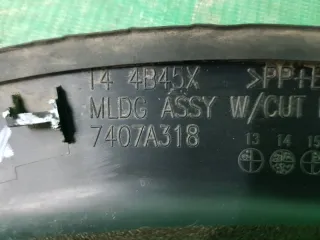 14 4B45X >PP+E
MLDG ASSY W/CUT
7407A318
13 14 15